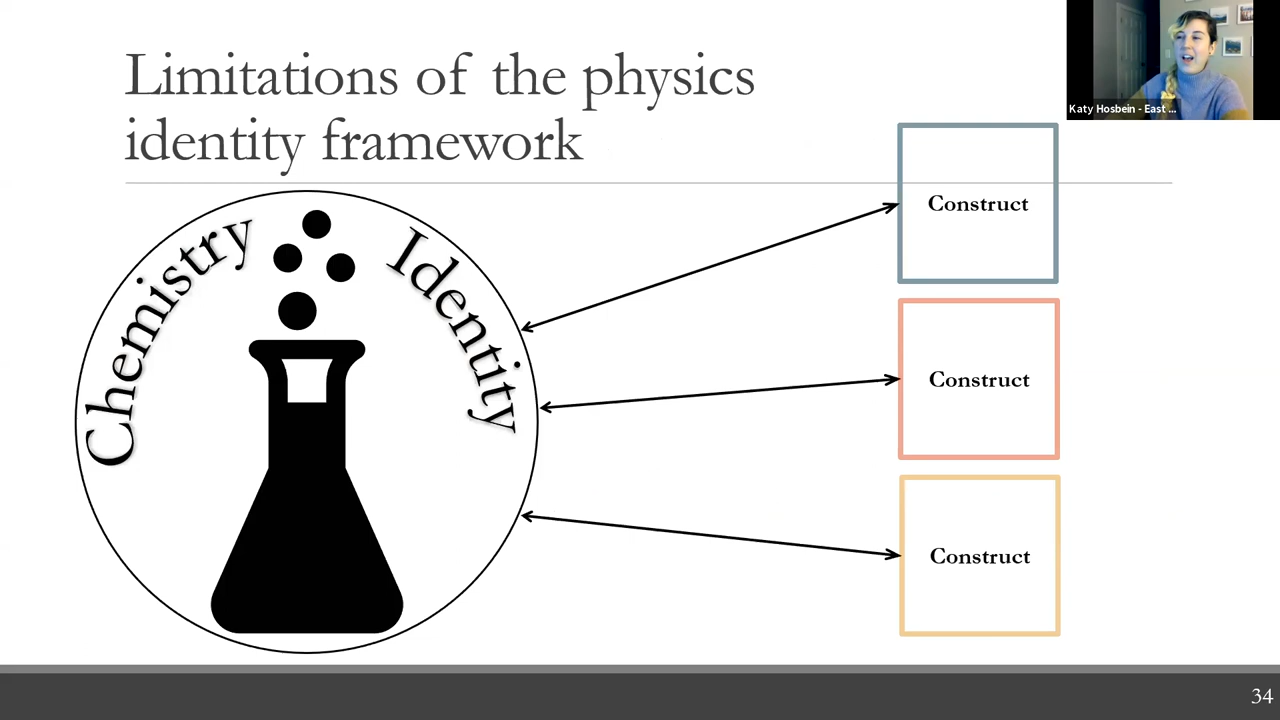 Limitations of the physics
identity framework
Katy Hosbein - East ...
Chemistry Identity
Construct
Construct
Construct
34